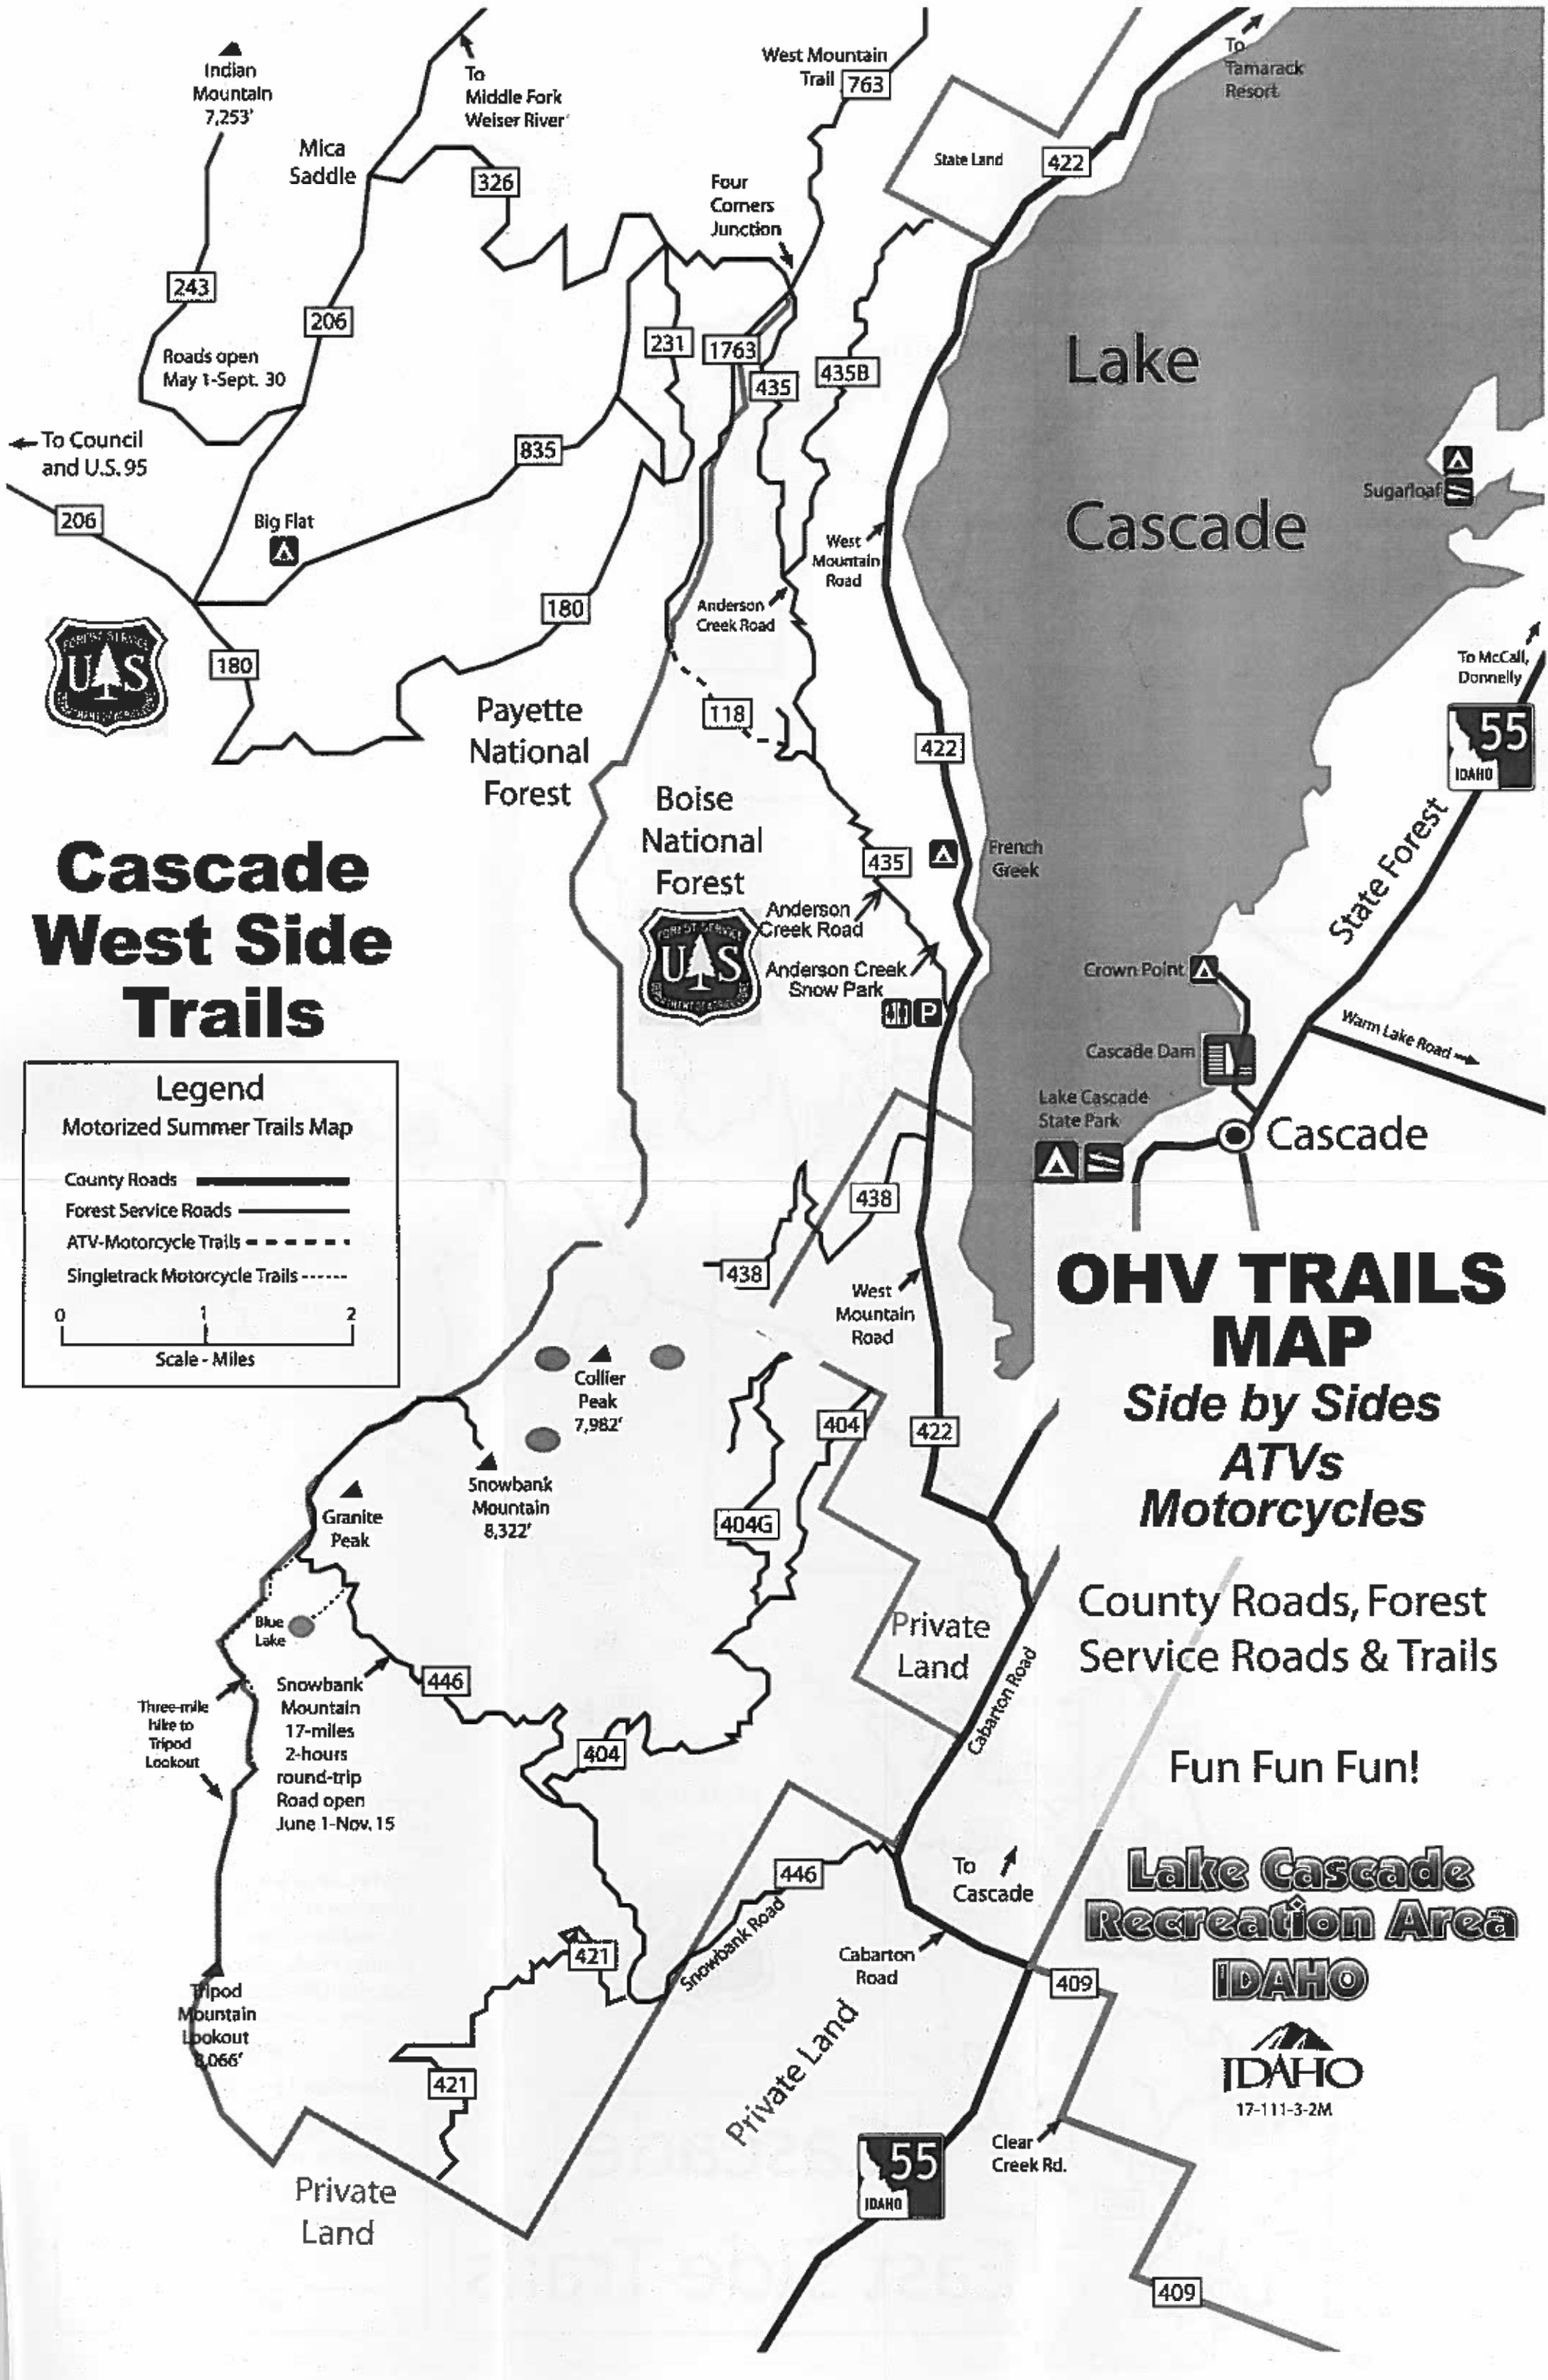 Indian
Mountain
7,253'
To
Middle Fork
Weiser River
West Mountain
Trail 763
To
Tamarack
Resort
Mica
Saddle
326
Four
Corners
Junction
State Land
422
243
206
Roads open
May 1-Sept. 30
231
1763
435
435B
Lake
Cascade
To Council
and U.S. 95
835
206
Big Flat
Sugarloaf
West
Mountain
Road
180
Anderson
Creek Road
180
US
To McCall,
Donnelly
55
IDAHO
118
422
Payette
National
Forest
Boise
National
Forest
435
French
Creek
State Forest
Anderson
Creek Road
Anderson Creek
Snow Park
P
US
Crown Point
Warm Lake Road
Cascade Dam
Lake Cascade
State Park
Cascade
Cascade
West Side
Trails
Legend
Motorized Summer Trails Map
County Roads
Forest Service Roads
ATV-Motorcycle Trails
Singletrack Motorcycle Trails
0 1 2
Scale - Miles
438
438
West
Mountain
Road
OHV TRAILS
MAP
Side by Sides
ATVs
Motorcycles
Collier
Peak
7,982'
404
422
Snowbank
Mountain
8,322'
Granite
Peak
404G
County Roads, Forest
Service Roads & Trails
Blue
Lake
Private
Land
Cabarton Road
446
Snowbank
Mountain
17-miles
2-hours
round-trip
Road open
June 1-Nov. 15
Three-mile
hike to
Tripod
Lookout
404
Fun Fun Fun!
446
To
Cascade
Lake Cascade
Recreation Area
IDAHO
421
Snowbank Road
Cabarton
Road
409
Tripod
Mountain
Lookout
8,066'
421
Private Land
IDAHO
17-111-3-2M
55
IDAHO
Clear
Creek Rd.
Private
Land
409